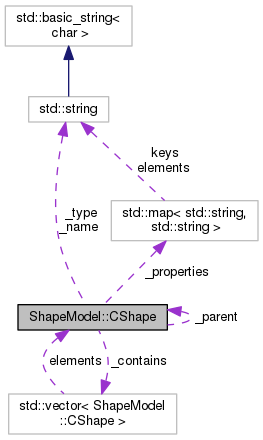 std::basic_string<
char >
std::string
keys
elements
_type
_name
std::map< std::string,
std::string >
_properties
ShapeModel::CShape
_parent
elements
_contains
std::vector< ShapeModel
::CShape >